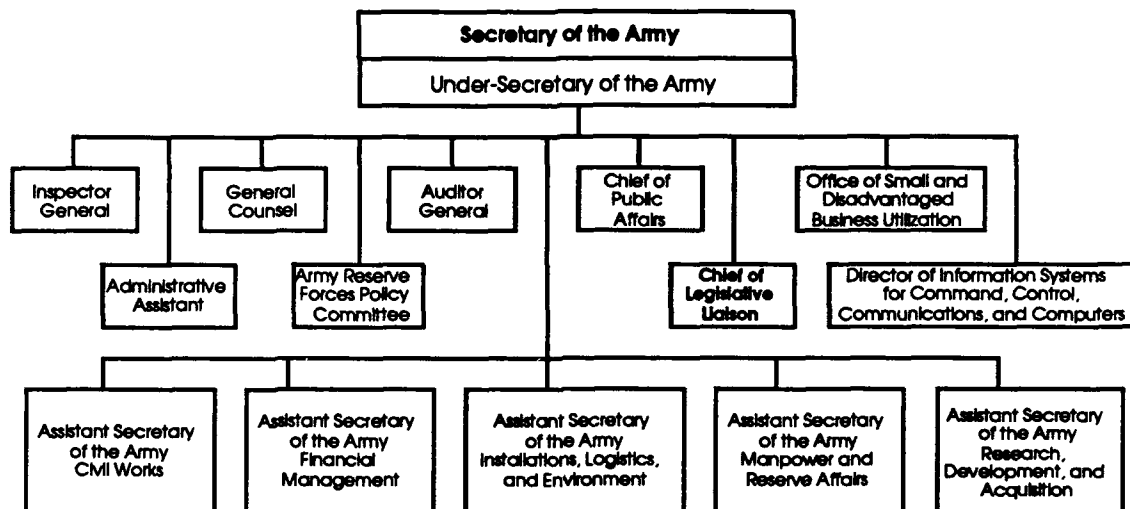 Secretary of the Army
Under-Secretary of the Army
Inspector
General
General
Counsel
Auditor
General
Chief of
Public
Affairs
Office of Small and
Disadvantaged
Business Utilization
Administrative
Assistant
Army Reserve
Forces Policy
Committee
Chief of
Legislative
Liaison
Director of Information Systems
for Command, Control,
Communications, and Computers
Assistant Secretary
of the Army
Civil Works
Assistant Secretary
of the Army
Financial
Management
Assistant Secretary
of the Army
Installations, Logistics,
and Environment
Assistant Secretary
of the Army
Manpower and
Reserve Affairs
Assistant Secretary
of the Army
Research,
Development, and
Acquisition